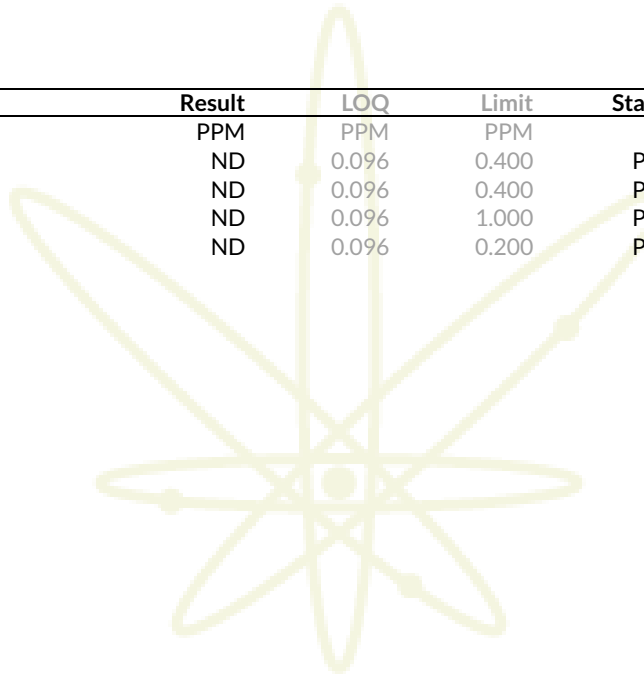 Result LOQ Limit Sta
PPM PPM PPM
ND 0.096 0.400 P
ND 0.096 0.400 P
ND 0.096 1.000 P
ND 0.096 0.200 P